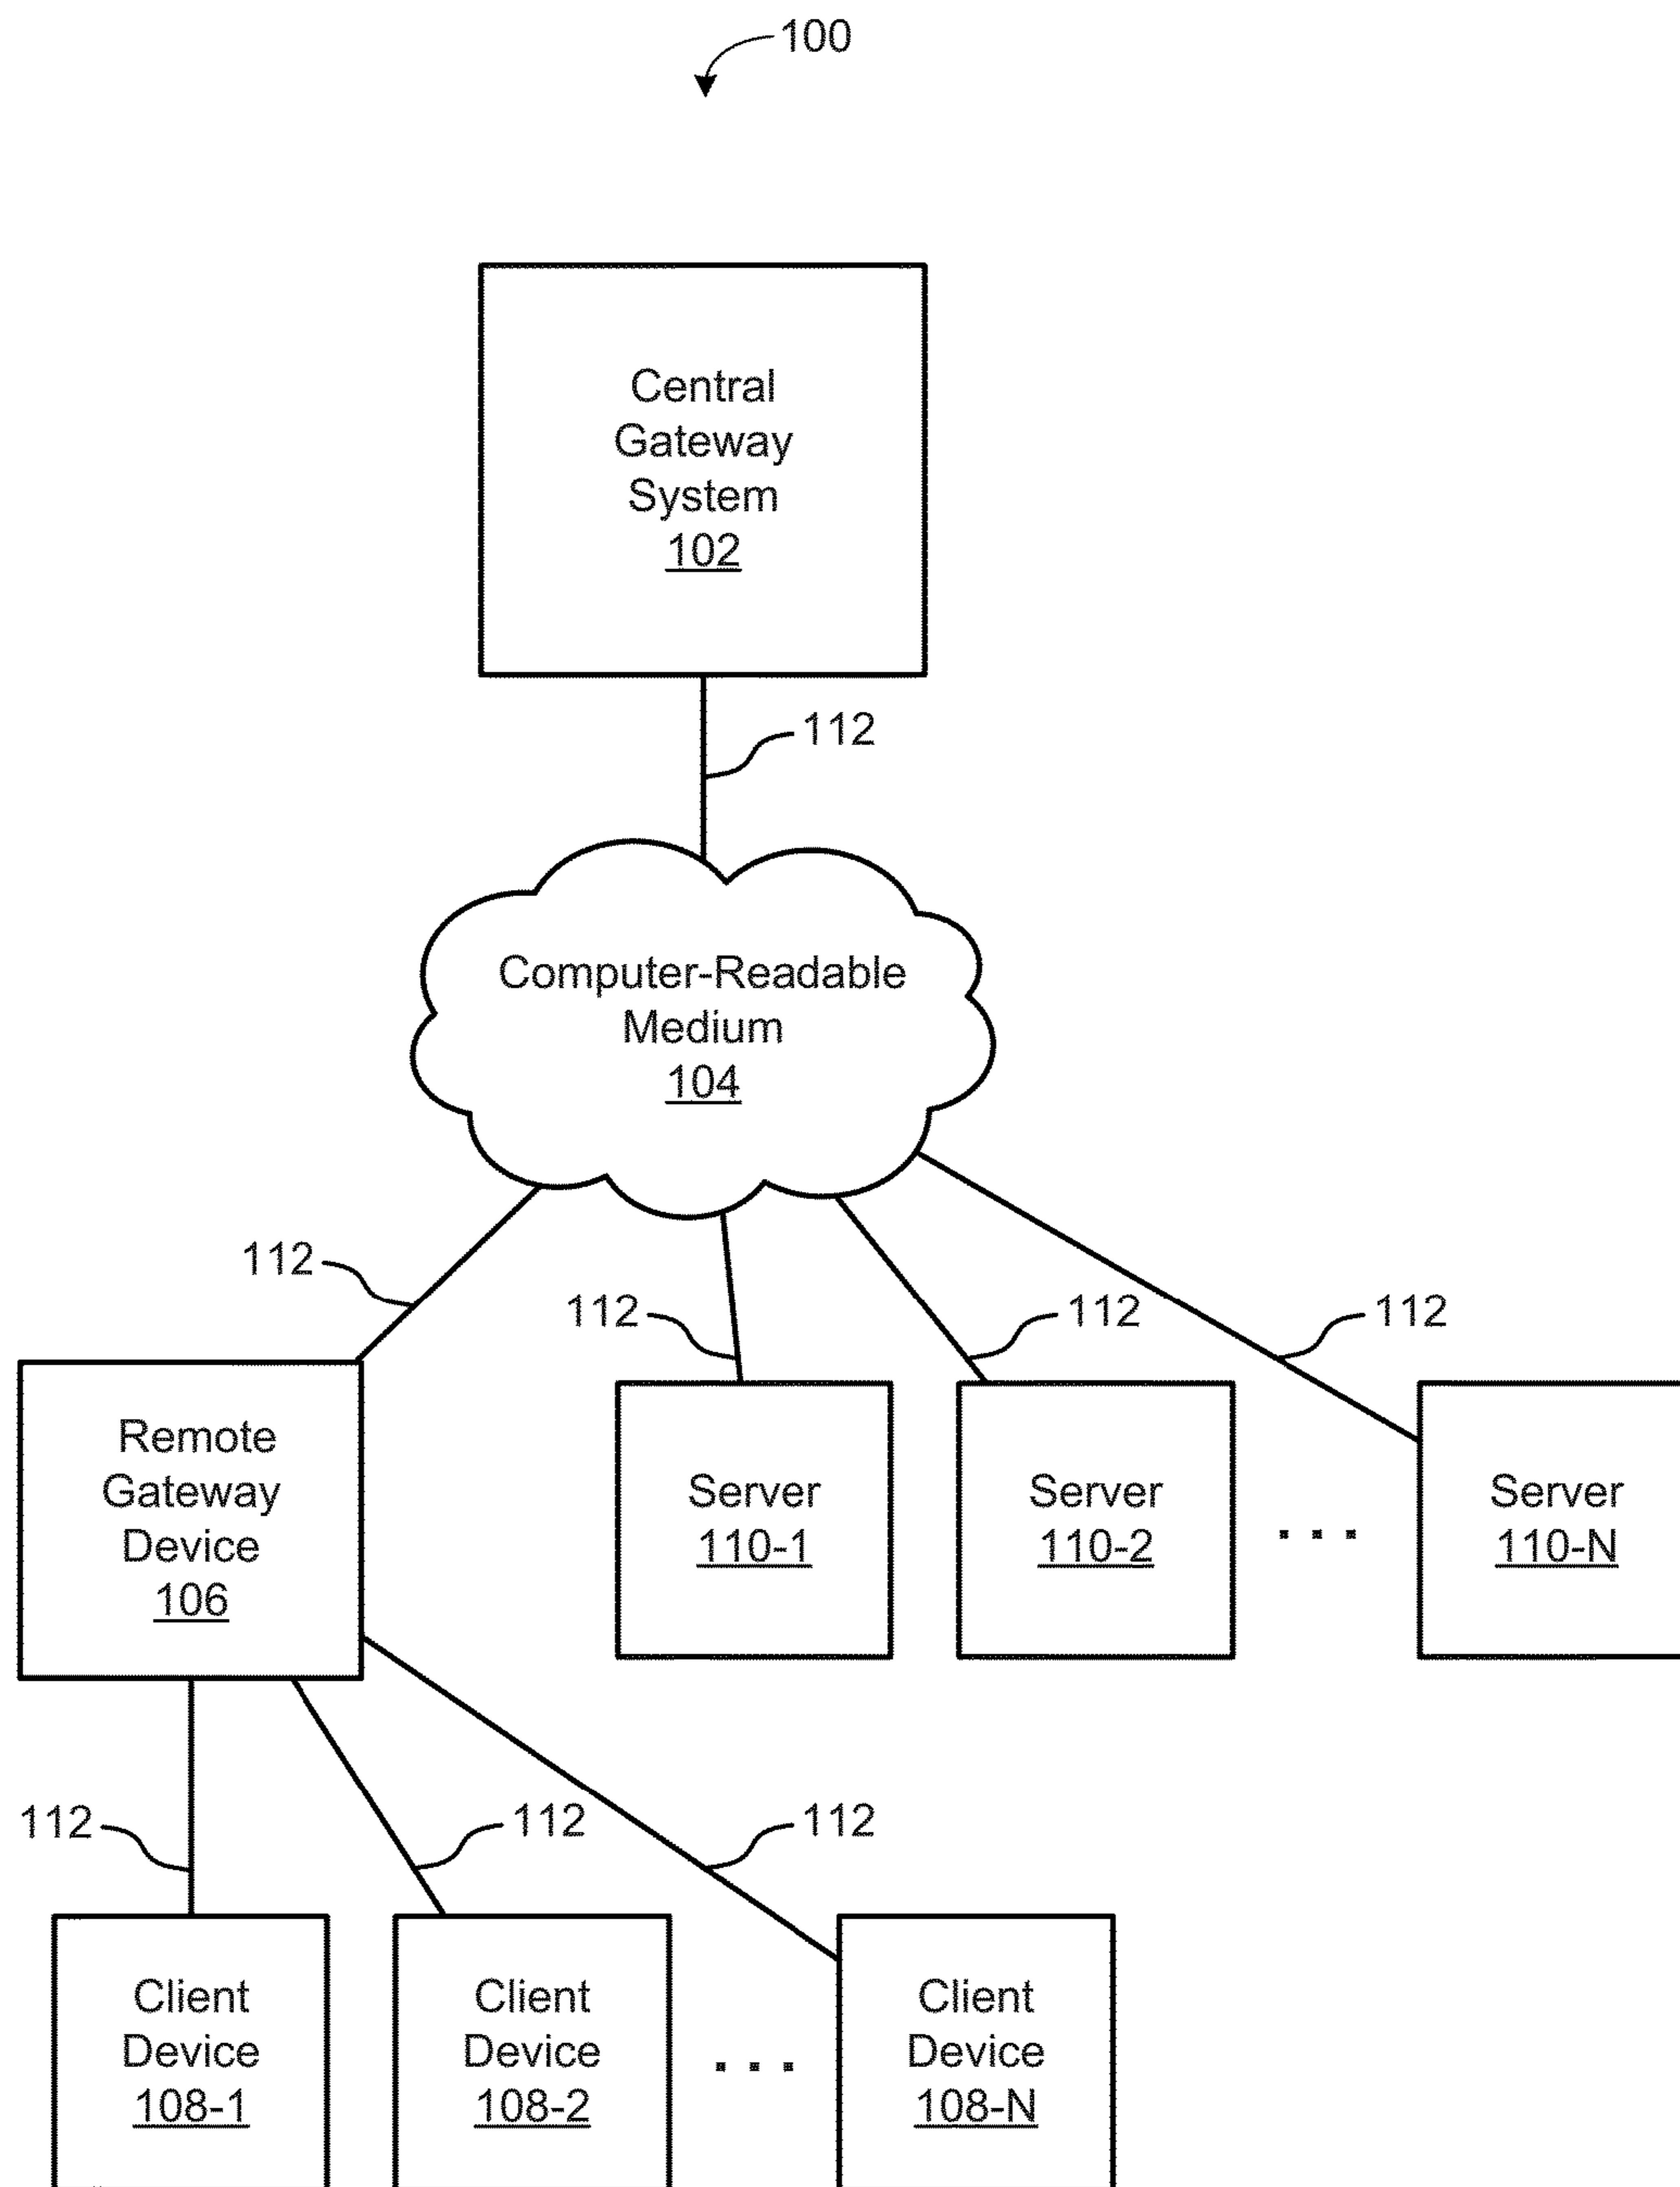 100
Central
Gateway
System
102
112
Computer-Readable
Medium
104
112
112
112
112
Remote
Gateway
Device
106
Server
110-1
Server
110-2
. . .
Server
110-N
112
112
112
Client
Device
108-1
Client
Device
108-2
. . .
Client
Device
108-N